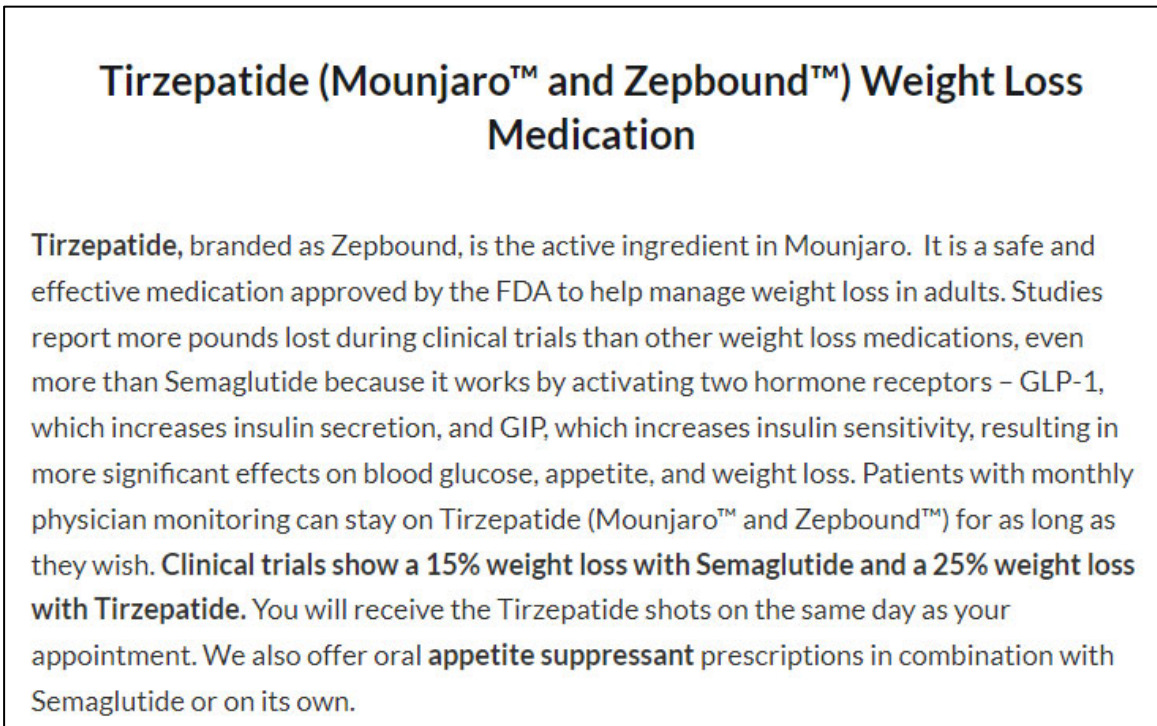 Tirzepatide (Mounjaro™ and Zepbound™) Weight Loss
Medication
Tirzepatide, branded as Zepbound, is the active ingredient in Mounjaro.  It is a safe and
effective medication approved by the FDA to help manage weight loss in adults. Studies
report more pounds lost during clinical trials than other weight loss medications, even
more than Semaglutide because it works by activating two hormone receptors – GLP-1,
which increases insulin secretion, and GIP, which increases insulin sensitivity, resulting in
more significant effects on blood glucose, appetite, and weight loss. Patients with monthly
physician monitoring can stay on Tirzepatide (Mounjaro™ and Zepbound™) for as long as
they wish. Clinical trials show a 15% weight loss with Semaglutide and a 25% weight loss
with Tirzepatide. You will receive the Tirzepatide shots on the same day as your
appointment. We also offer oral appetite suppressant prescriptions in combination with
Semaglutide or on its own.